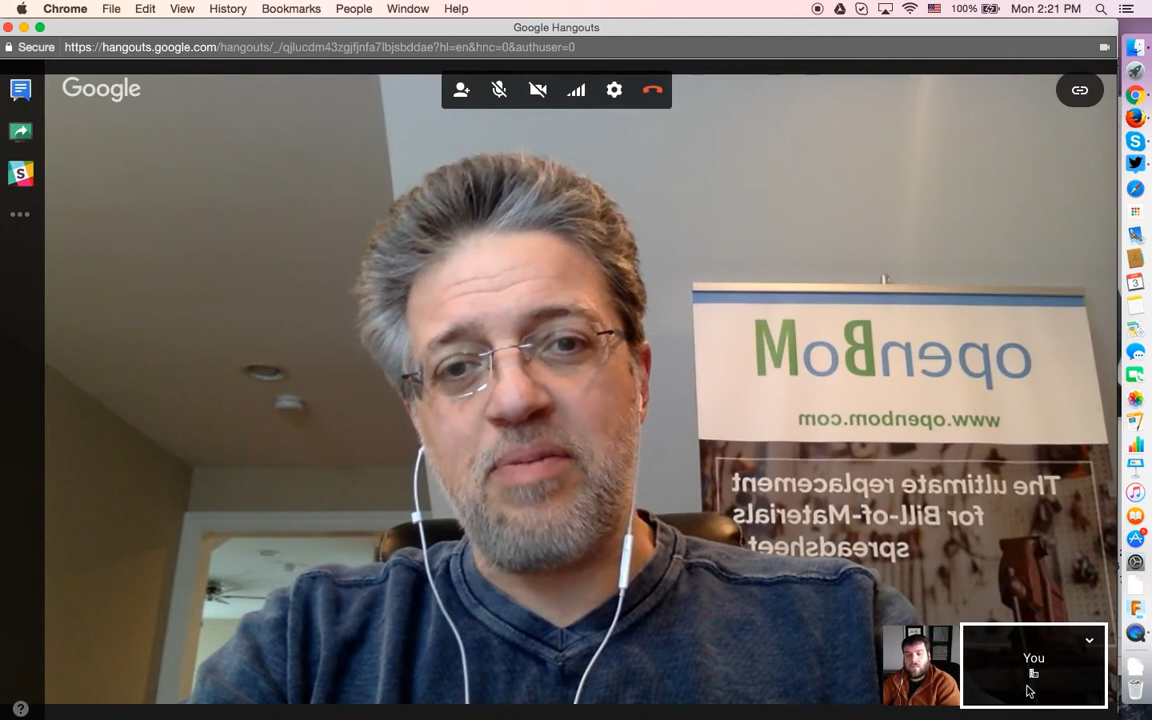 Chrome File Edit View History Bookmarks People Window Help 100% Mon 2:21 PM
Google Hangouts
Secure https://hangouts.google.com/hangouts/_/qjlucdm43zgjfjnfa7lbjsbddae?hl=en&hnc=0&authuser=0
Google
openBoM
www.openbom.com
The ultimate replacement
for Bill-of-Materials
spreadsheet
You